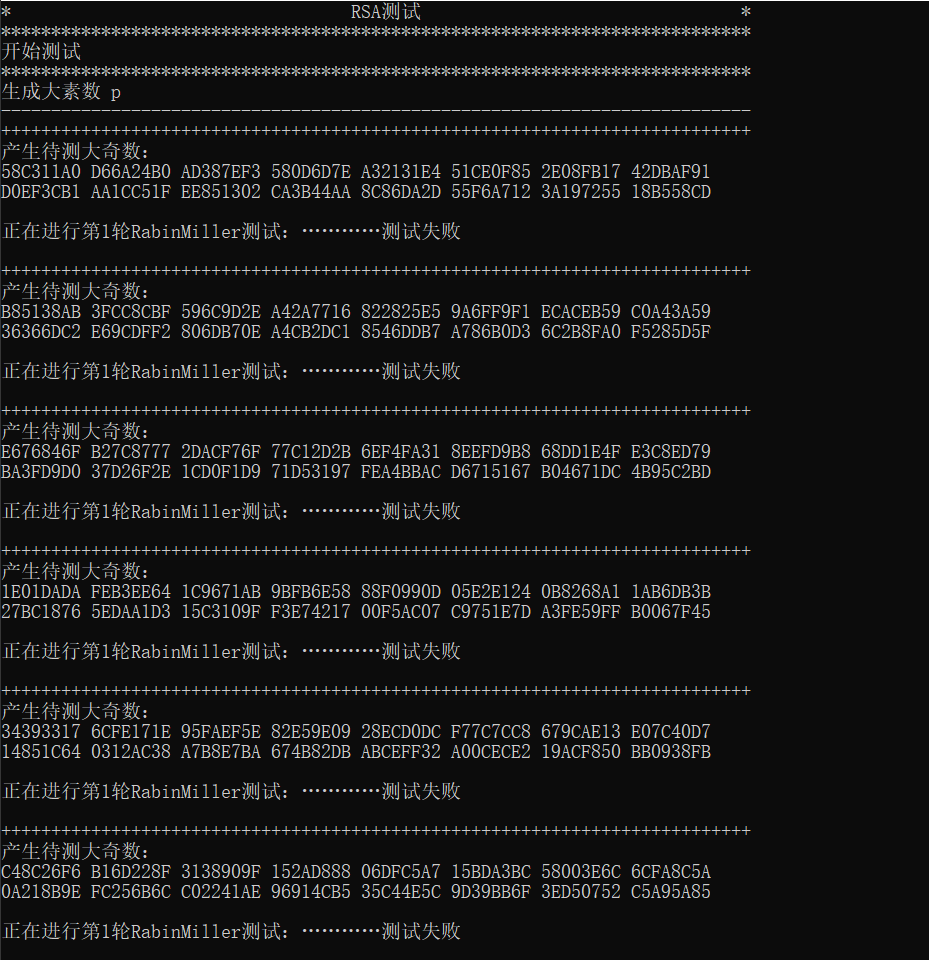 * RSA测试 *
***************************************************************************
开始测试
***************************************************************************
生成大素数 p
---------------------------------------------------------------------------
+++++++++++++++++++++++++++++++++++++++++++++++++++++++++++++++++++++++++++
产生待测大奇数:
58C311A0 D66A24B0 AD387EF3 580D6D7E A32131E4 51CE0F85 2E08FB17 42DBAF91
D0EF3CB1 AA1CC51F EE851302 CA3B44AA 8C86DA2D 55F6A712 3A197255 18B558CD
正在进行第1轮RabinMiller测试: …………测试失败
+++++++++++++++++++++++++++++++++++++++++++++++++++++++++++++++++++++++++++
产生待测大奇数:
B85138AB 3FCC8CBF 596C9D2E A42A7716 822825E5 9A6FF9F1 ECACEB59 C0A43A59
36366DC2 E69CDFF2 806DB70E A4CB2DC1 8546DDB7 A786B0D3 6C2B8FA0 F5285D5F
正在进行第1轮RabinMiller测试: …………测试失败
+++++++++++++++++++++++++++++++++++++++++++++++++++++++++++++++++++++++++++
产生待测大奇数:
E676846F B27C8777 2DACF76F 77C12D2B 6EF4FA31 8EEFD9B8 68DD1E4F E3C8ED79
BA3FD9D0 37D26F2E 1CD0F1D9 71D53197 FEA4BBAC D6715167 B04671DC 4B95C2BD
正在进行第1轮RabinMiller测试: …………测试失败
+++++++++++++++++++++++++++++++++++++++++++++++++++++++++++++++++++++++++++
产生待测大奇数:
1E01DADA FEB3EE64 1C9671AB 9BFB6E58 88F0990D 05E2E124 0B8268A1 1AB6DB3B
27BC1876 5EDAA1D3 15C3109F F3E74217 00F5AC07 C9751E7D A3FE59FF B0067F45
正在进行第1轮RabinMiller测试: …………测试失败
+++++++++++++++++++++++++++++++++++++++++++++++++++++++++++++++++++++++++++
产生待测大奇数:
34393317 6CFE171E 95FAEF5E 82E59E09 28ECD0DC F77C7CC8 679CAE13 E07C40D7
14851C64 0312AC38 A7B8E7BA 674B82DB ABCEFF32 A00CECE2 19ACF850 BB0938FB
正在进行第1轮RabinMiller测试: …………测试失败
+++++++++++++++++++++++++++++++++++++++++++++++++++++++++++++++++++++++++++
产生待测大奇数:
C48C26F6 B16D228F 3138909F 152AD888 06DFC5A7 15BDA3BC 58003E6C 6CFA8C5A
0A218B9E FC256B6C C02241AE 96914CB5 35C44E5C 9D39BB6F 3ED50752 C5A95A85
正在进行第1轮RabinMiller测试: …………测试失败